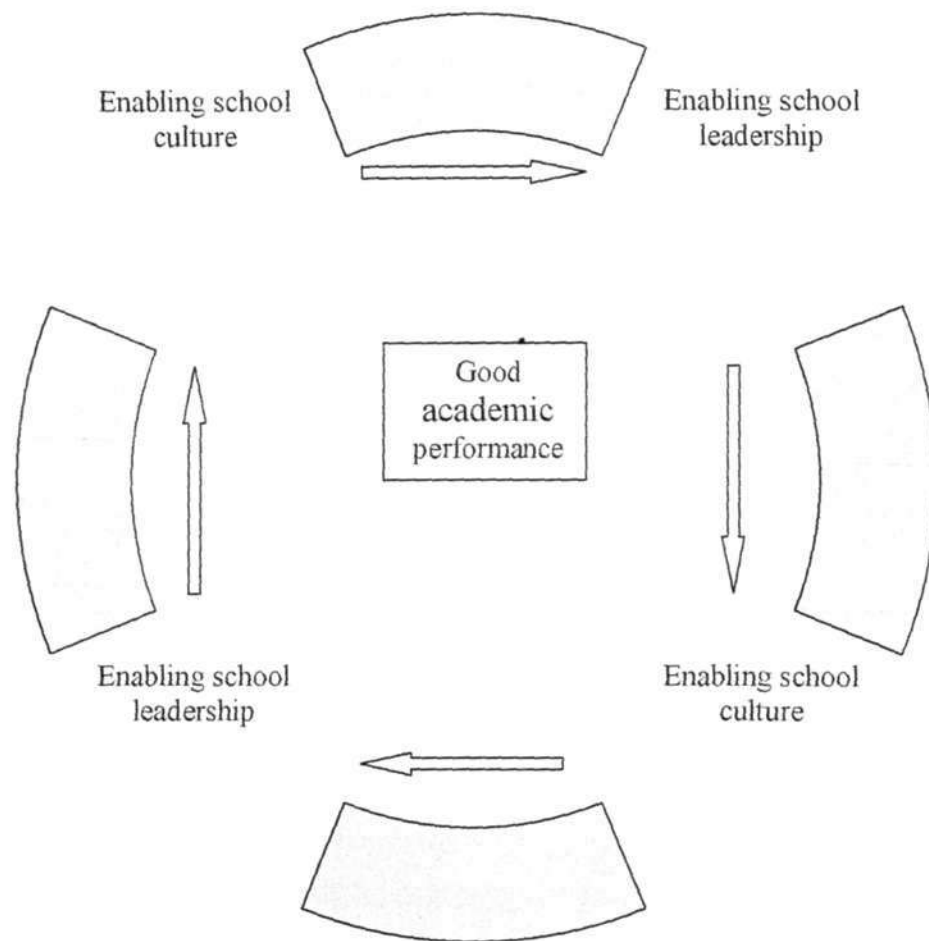 Enabling school
culture
Enabling school
leadership
Good
academic
performance
Enabling school
leadership
Enabling school
culture